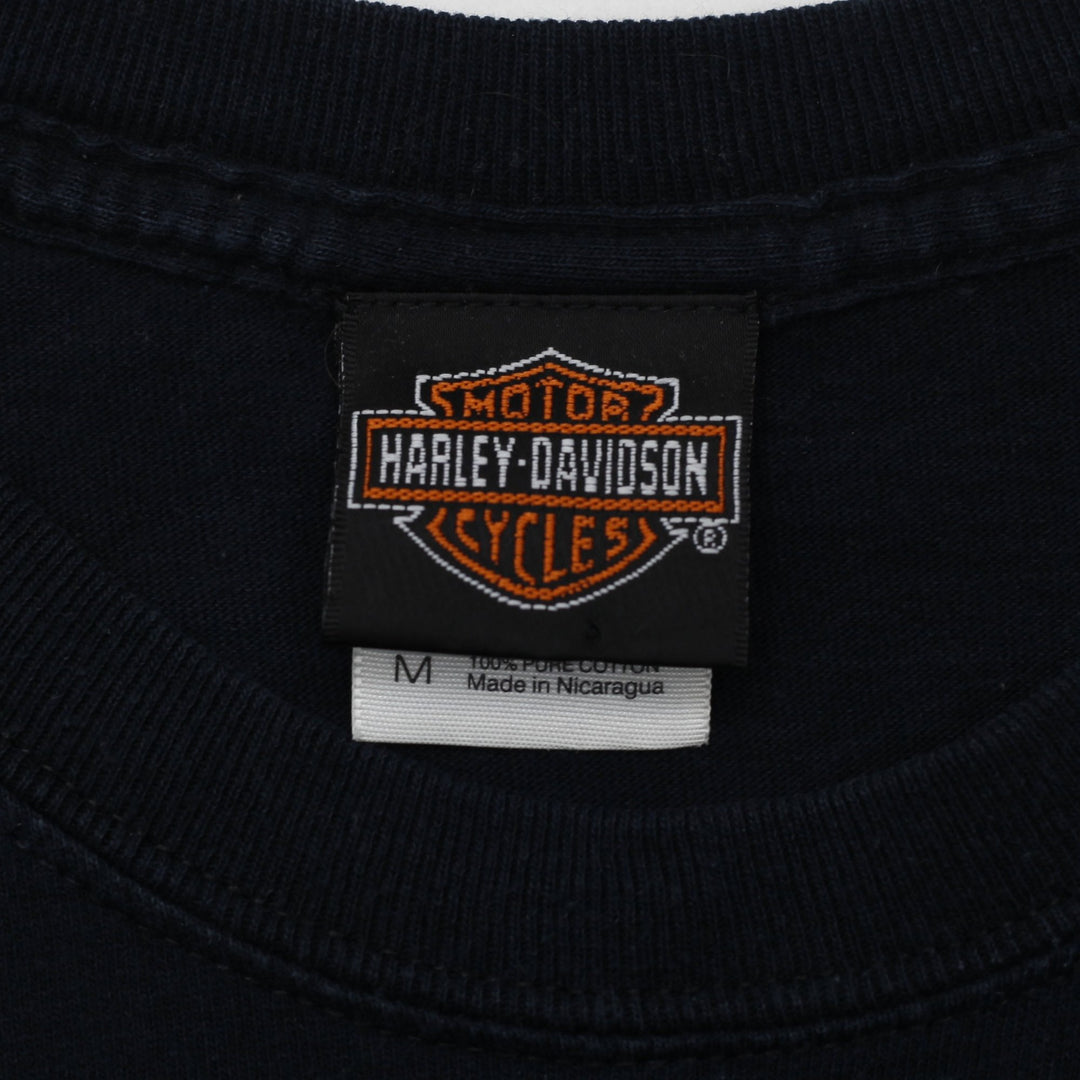 MOTOR
HARLEY-DAVIDSON
CYCLES
®
M
100% PURE COTTON
Made in Nicaragua